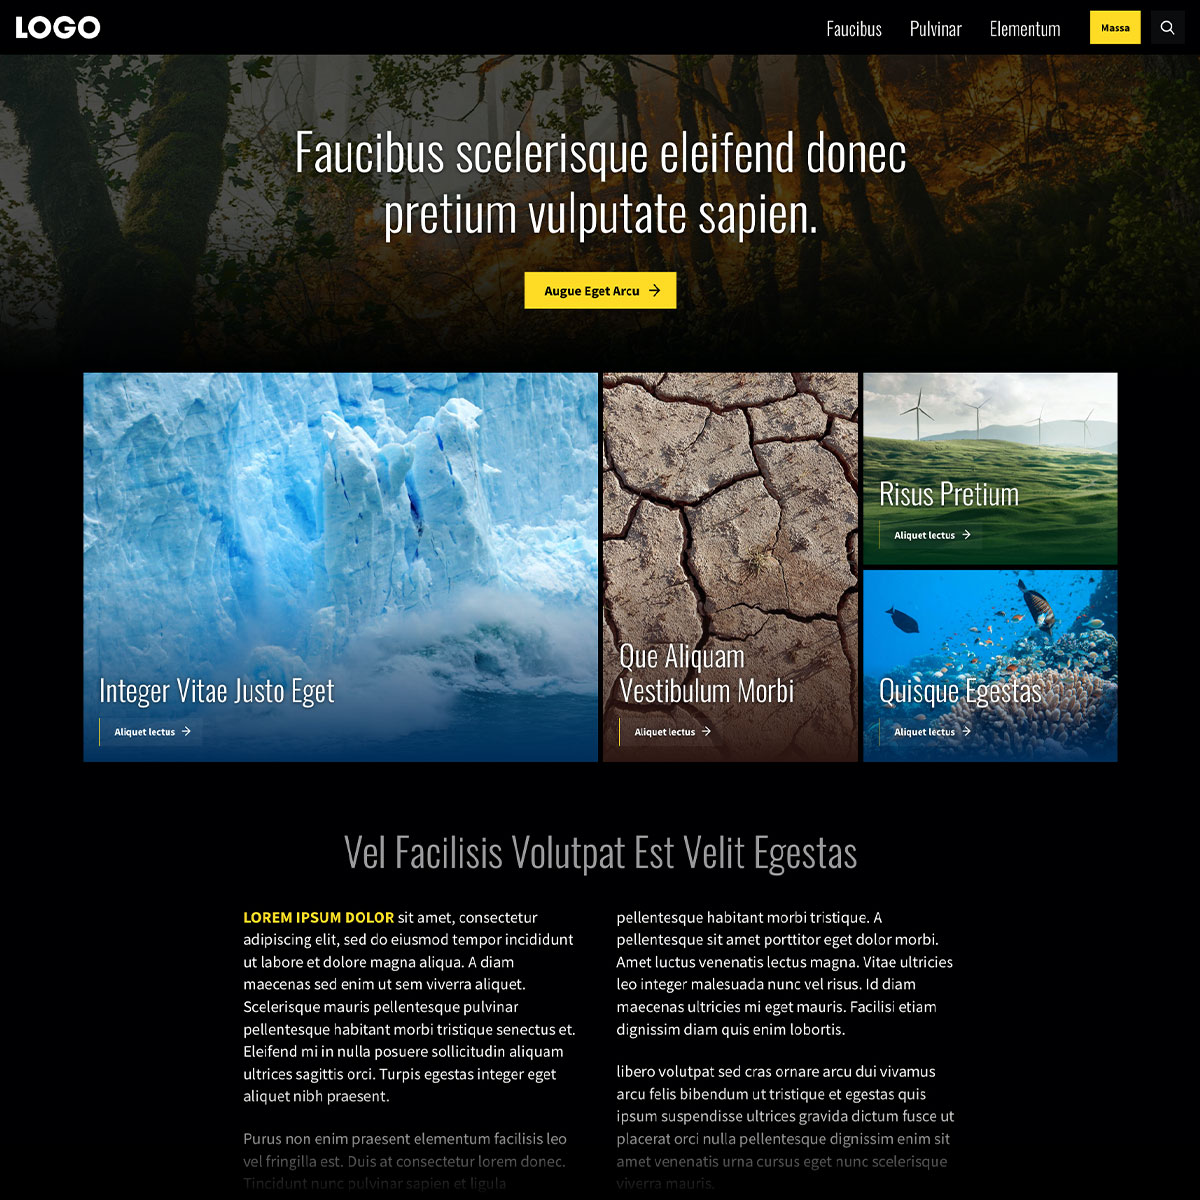 LOGO
Faucibus
Pulvinar
Elementum
Massa
Faucibus scelerisque eleifend donec
pretium vulputate sapien.
Augue Eget Arcu
Integer Vitae Justo Eget
Aliquet lectus
Que Aliquam
Vestibulum Morbi
Aliquet lectus
Risus Pretium
Aliquet lectus
Quisque Egestas
Aliquet lectus
Vel Facilisis Volutpat Est Velit Egestas
LOREM IPSUM DOLOR sit amet, consectetur
adipiscing elit, sed do eiusmod tempor incididunt
ut labore et dolore magna aliqua. A diam
maecenas sed enim ut sem viverra aliquet.
Scelerisque mauris pellentesque pulvinar
pellentesque habitant morbi tristique senectus et.
Eleifend mi in nulla posuere sollicitudin aliquam
ultrices sagittis orci. Turpis egestas integer eget
aliquet nibh praesent.
Purus non enim praesent elementum facilisis leo
vel fringilla est. Duis at consectetur lorem donec.
Tincidunt nunc pulvinar sapien et ligula
pellentesque habitant morbi tristique. A
pellentesque sit amet porttitor eget dolor morbi.
Amet luctus venenatis lectus magna. Vitae ultricies
leo integer malesuada nunc vel risus. Id diam
maecenas ultricies mi eget mauris. Facilisi etiam
dignissim diam quis enim lobortis.
libero volutpat sed cras ornare arcu dui vivamus
arcu felis bibendum ut tristique et egestas quis
ipsum suspendisse ultrices gravida dictum fusce ut
placerat orci nulla pellentesque dignissim enim sit
amet venenatis urna cursus eget nunc scelerisque
viverra mauris.